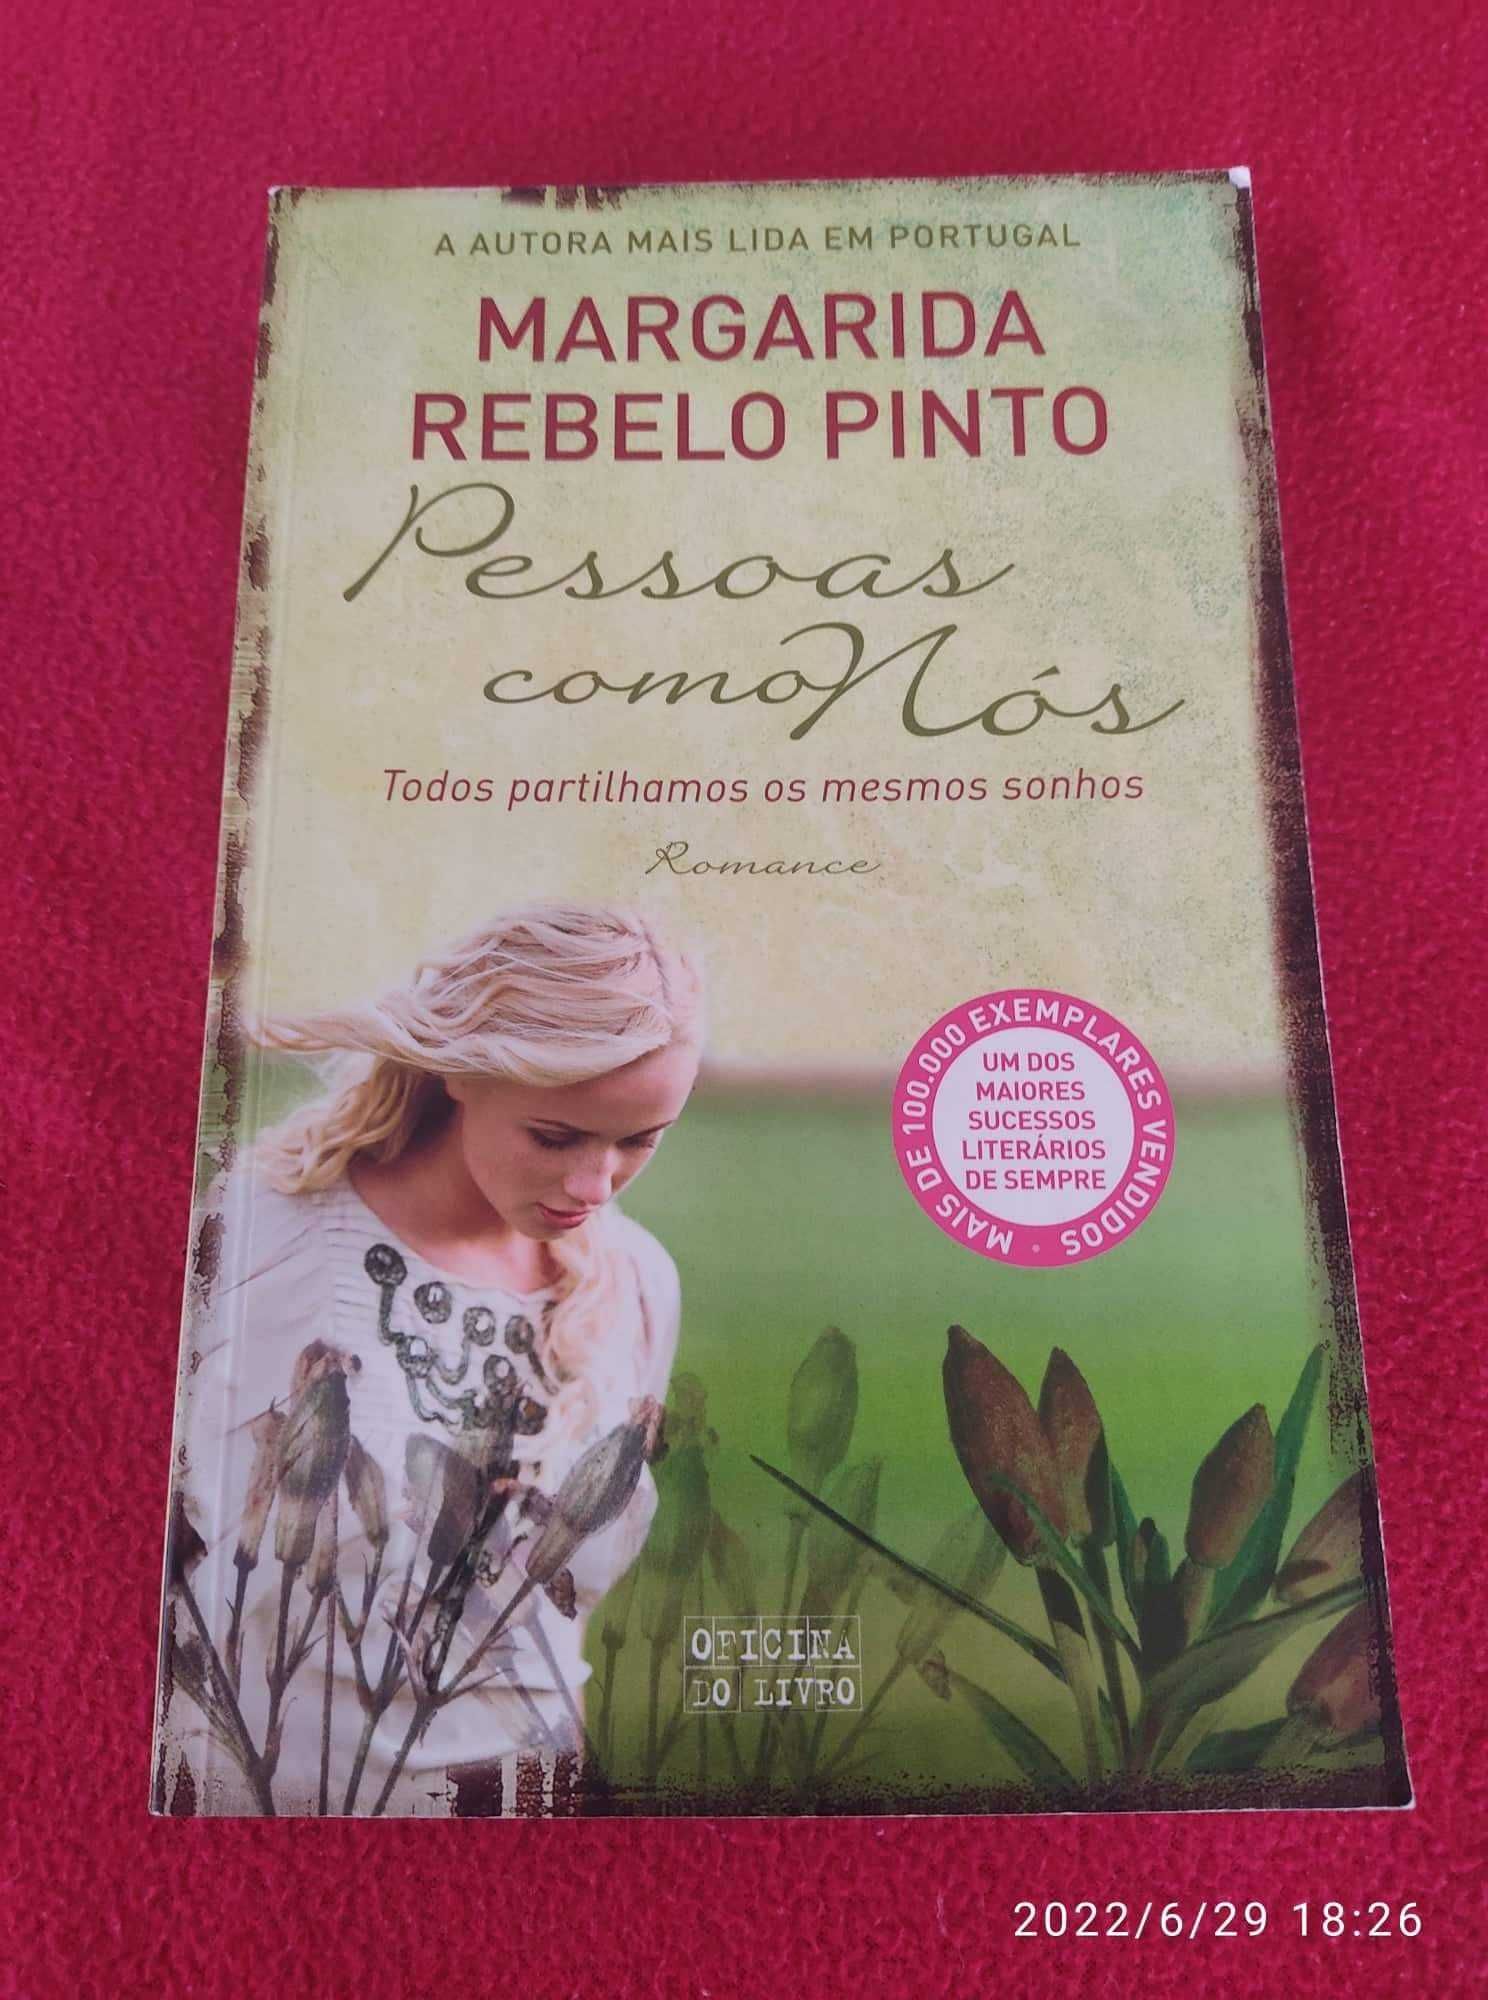 A AUTORA MAIS LIDA EM PORTUGAL
MARGARIDA
REBELO PINTO
Pessoas
como Nós
Todos partilhamos os mesmos sonhos
Romance
MAIS DE 100.000 EXEMPLARES VENDIDOS •
UM DOS
MAIORES
SUCESSOS
LITERÁRIOS
DE SEMPRE
OFICINA
DO LIVRO
2022/6/29 18:26